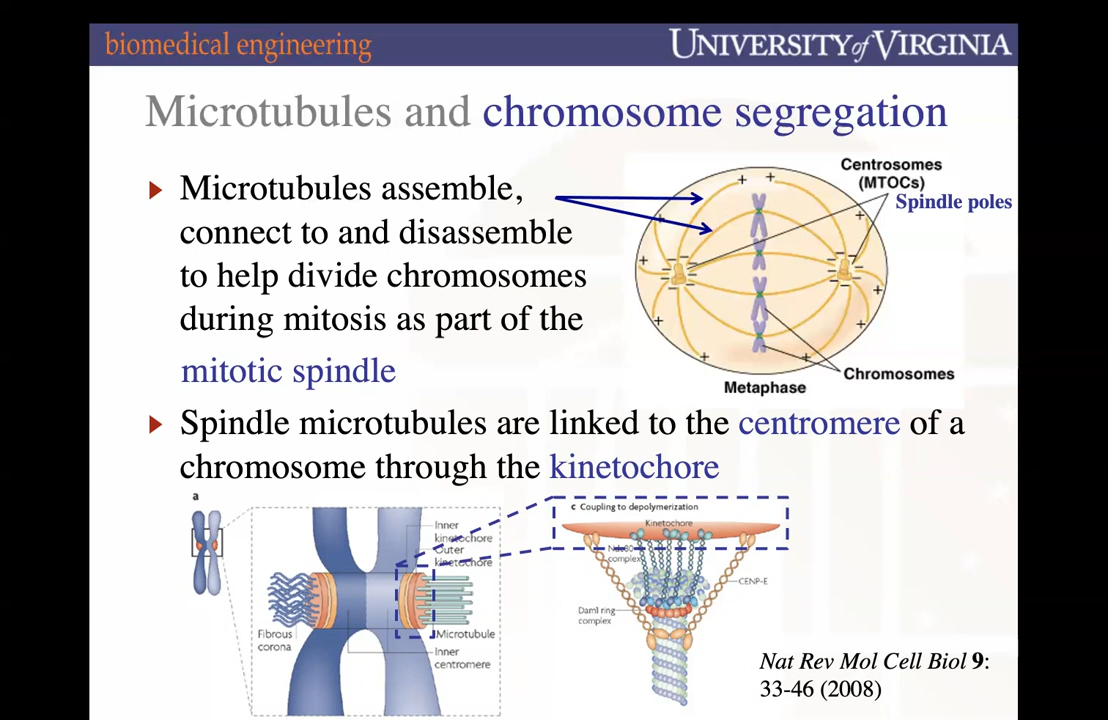 biomedical engineering
UNIVERSITY of VIRGINIA
Microtubules and chromosome segregation
Microtubules assemble,
connect to and disassemble
to help divide chromosomes
during mitosis as part of the
mitotic spindle
Centrosomes
(MTOCs)
Spindle poles
+ +
+ +
+ +
+ +
+ +
Chromosomes
Metaphase
Spindle microtubules are linked to the centromere of a
chromosome through the kinetochore
a
Inner
kinetochore
Outer
kinetochore
Fibrous
corona
Microtubule
Inner
centromere
c Coupling to depolymerization
Kinetochore
Ndc80
complex
CENP-E
Dam1 ring
complex
Nat Rev Mol Cell Biol 9:
33-46 (2008)